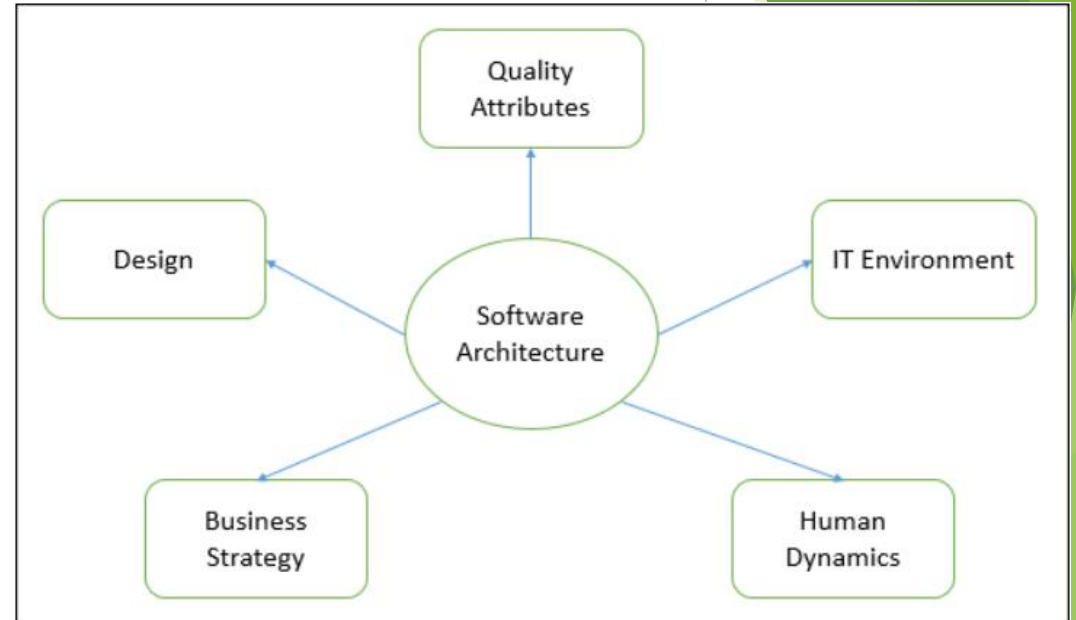 Quality
Attributes
Design
IT Environment
Software
Architecture
Business
Strategy
Human
Dynamics